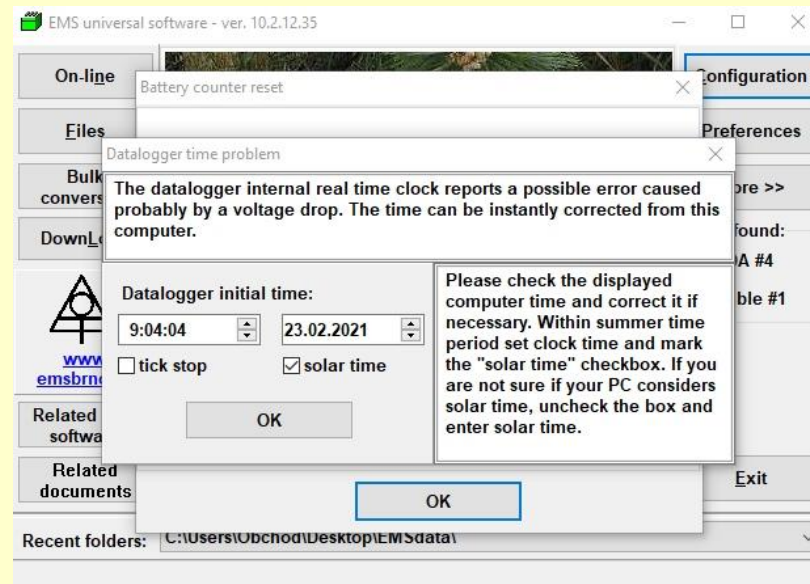 EMS universal software - ver. 10.2.12.35
On-line
Battery counter reset
Configuration
Files
Preferences
Datalogger time problem
Bulk
The datalogger internal real time clock reports a possible error caused
probably by a voltage drop. The time can be instantly corrected from this
computer.
ore >>
convers
DownL
ound:
A #4
ble #1
Datalogger initial time:
9:04:04
23.02.2021
tick stop
solar time
OK
Please check the displayed
computer time and correct it if
necessary. Within summer time
period set clock time and mark
the "solar time" checkbox. If you
are not sure if your PC considers
solar time, uncheck the box and
enter solar time.
www
emsbrn
Related
softwa
Related
documents
OK
Exit
Recent folders:
C:\Users\Obchod\Desktop\EMSdata\